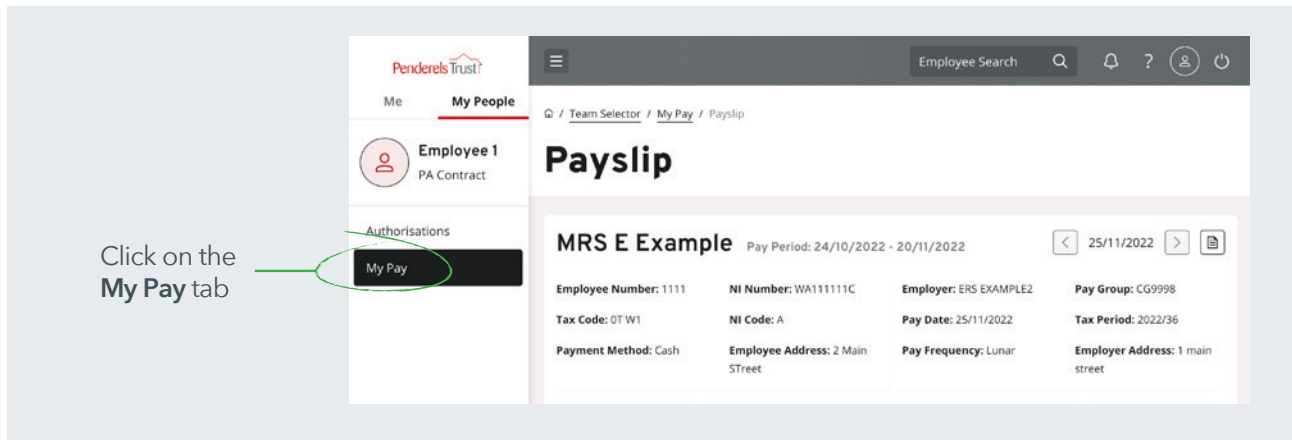 Penderels Trust
Employee Search
?
Me My People
Team Selector / My Pay / Payslip
Employee 1
PA Contract
Payslip
Authorisations
My Pay
Click on the
My Pay tab
MRS E Example Pay Period: 24/10/2022 - 20/11/2022
< 25/11/2022 >
Employee Number: 1111 NI Number: WA111111C Employer: ERS EXAMPLE2 Pay Group: CG9998
Tax Code: 0T W1 NI Code: A Pay Date: 25/11/2022 Tax Period: 2022/36
Payment Method: Cash Employee Address: 2 Main Pay Frequency: Lunar Employer Address: 1 main
STreet street